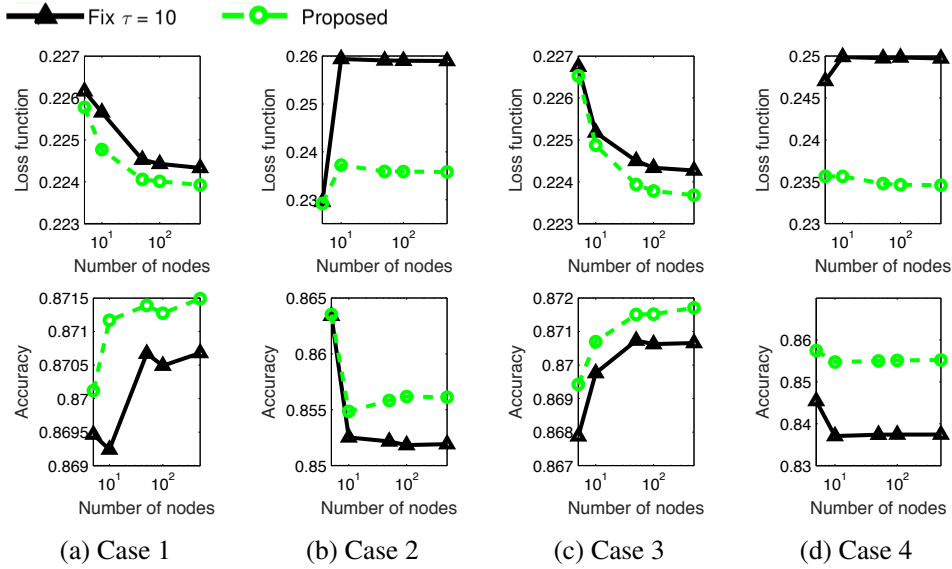 Fix τ = 10
Proposed
0.227
0.226
0.225
0.224
0.223
Loss function
10^1
10^2
Number of nodes
0.26
0.25
0.24
0.23
Loss function
10^1
10^2
Number of nodes
0.227
0.226
0.225
0.224
0.223
Loss function
10^1
10^2
Number of nodes
0.25
0.245
0.24
0.235
0.23
Loss function
10^1
10^2
Number of nodes
0.8715
0.871
0.8705
0.87
0.8695
0.869
Accuracy
10^1
10^2
Number of nodes
0.865
0.86
0.855
0.85
Accuracy
10^1
10^2
Number of nodes
0.872
0.871
0.87
0.869
0.868
0.867
Accuracy
10^1
10^2
Number of nodes
0.86
0.85
0.84
0.83
Accuracy
10^1
10^2
Number of nodes
(a) Case 1
(b) Case 2
(c) Case 3
(d) Case 4